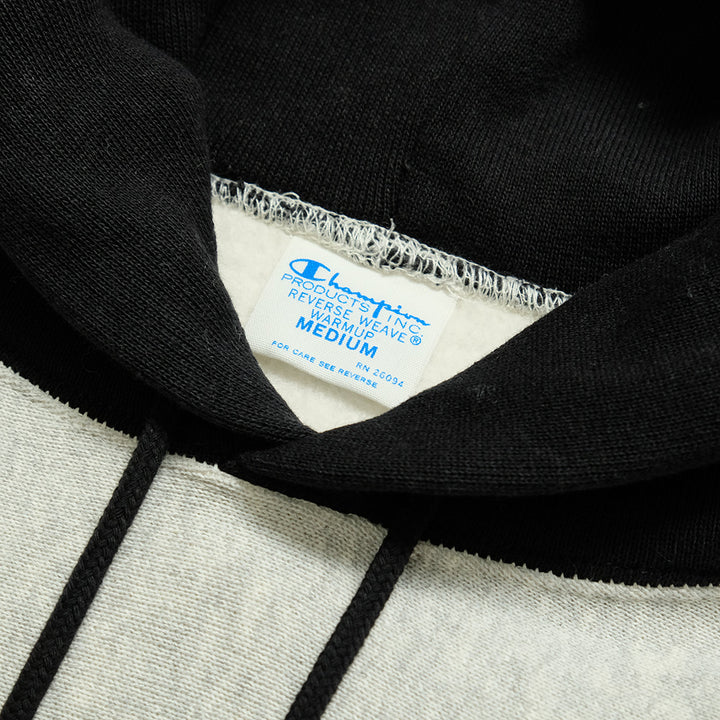 Champion
PRODUCTS INC.
REVERSE WEAVE®
WARMUP
MEDIUM
RN 26094
FOR CARE SEE REVERSE